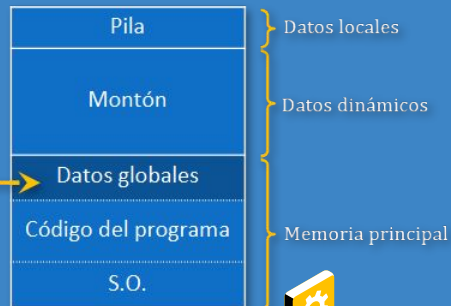 Pila
Datos locales
Montón
Datos dinámicos
Datos globales
Código del programa
Memoria principal
S.O.